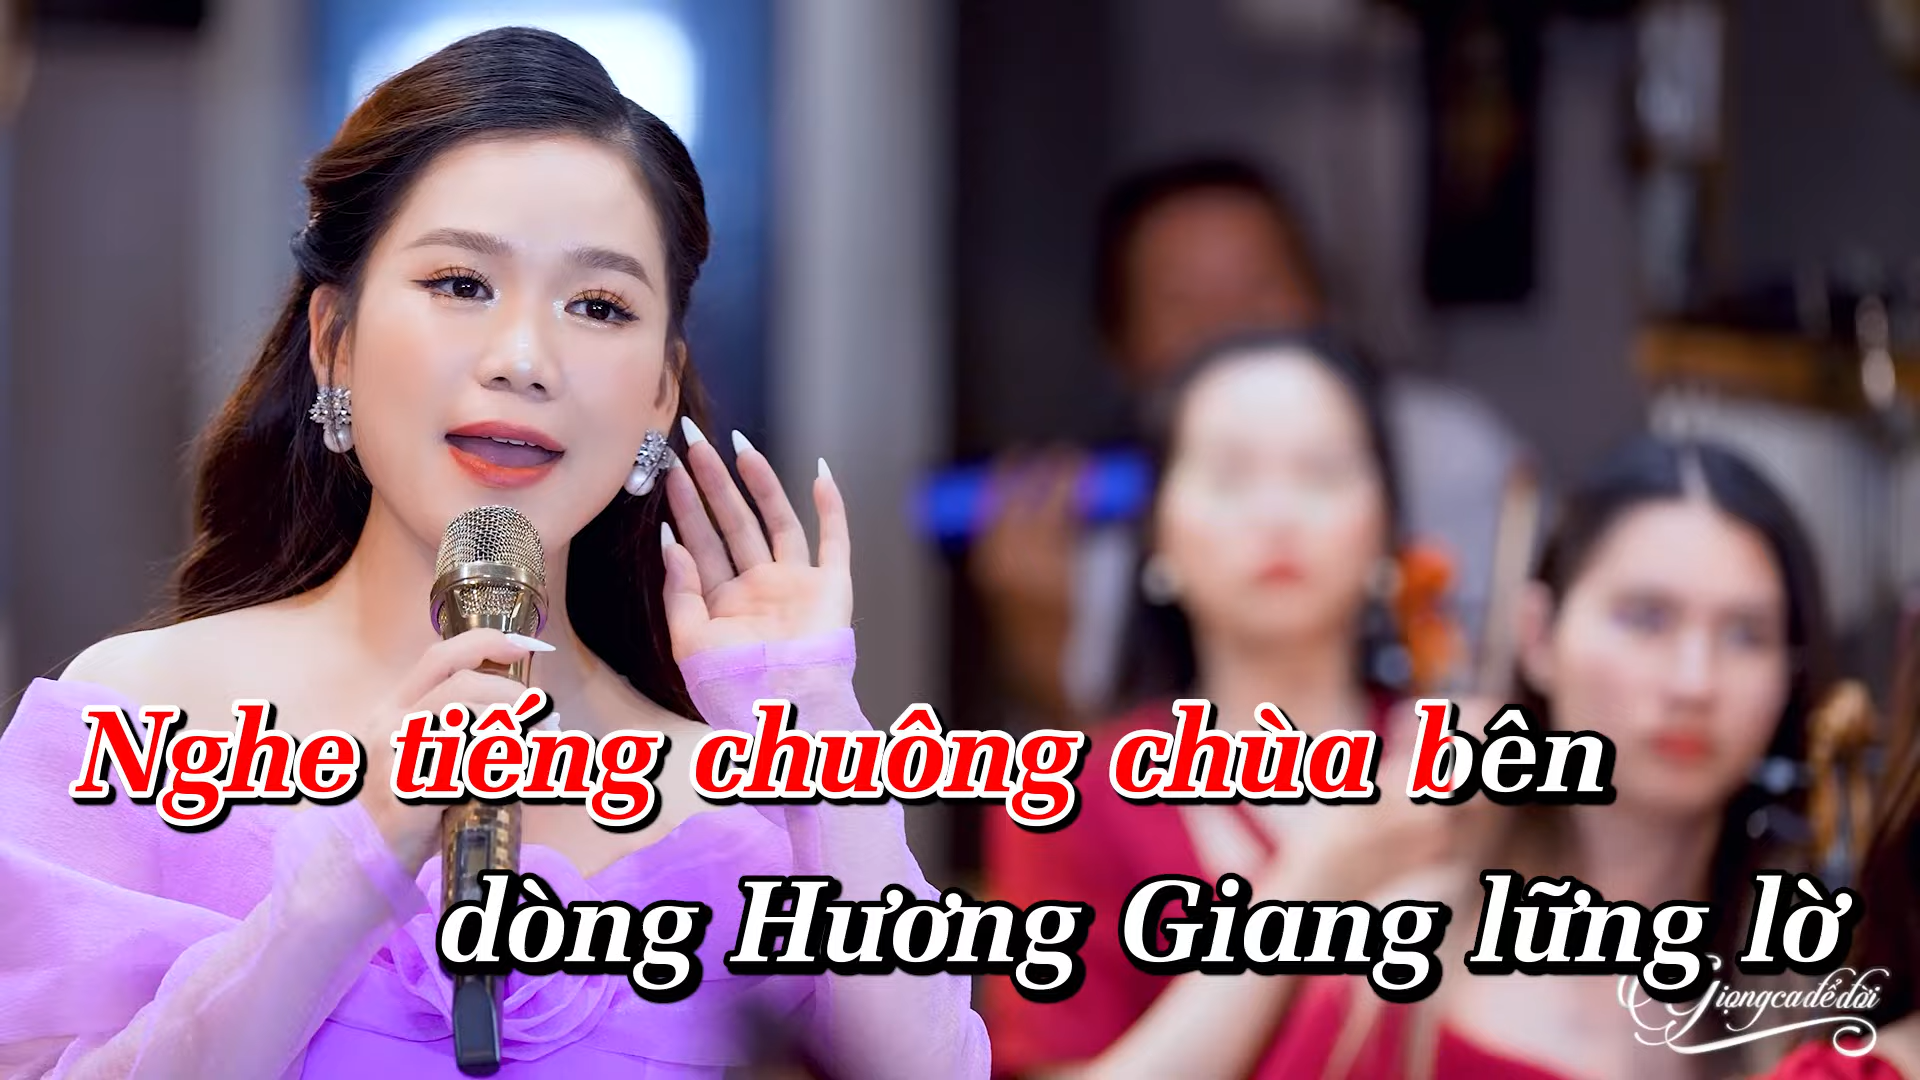 Nghe tiếng chuông chùa bên
dòng Hương Giang lững lờ
Giọng ca để đời